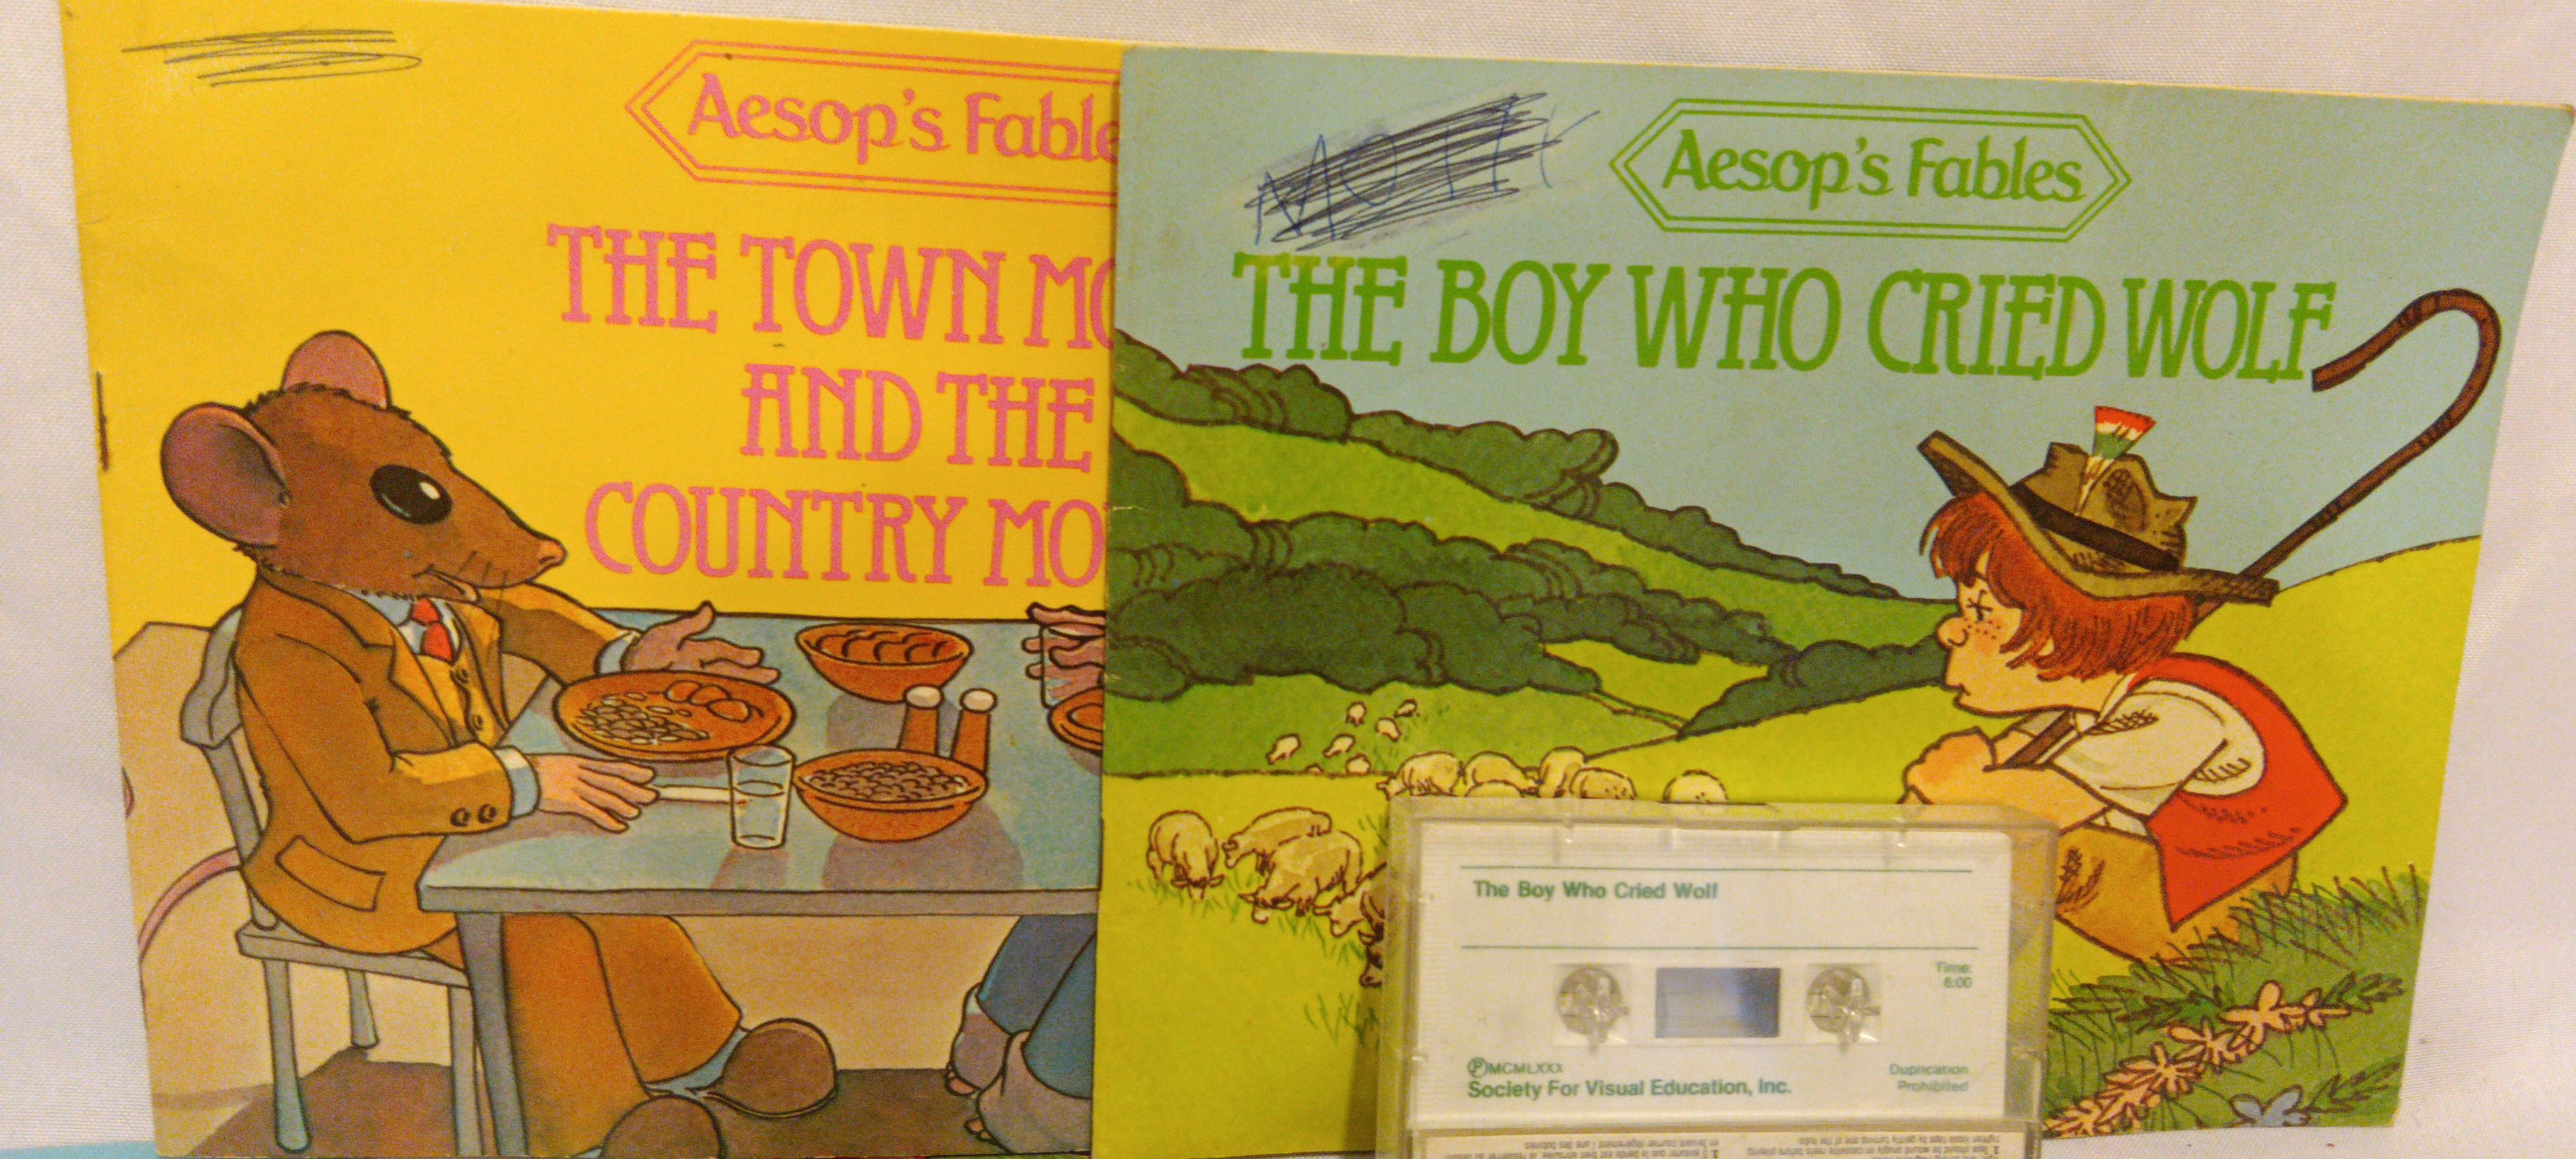 Aesop's Fable
THE TOWN MO
AND THE
COUNTRY MO
Aesop's Fables
THE BOY WHO CRIED WOLF
The Boy Who Cried Wolf
Time:
6:00
ⓅMCMLXXX
Society For Visual Education, Inc.
Duplication
Prohibited